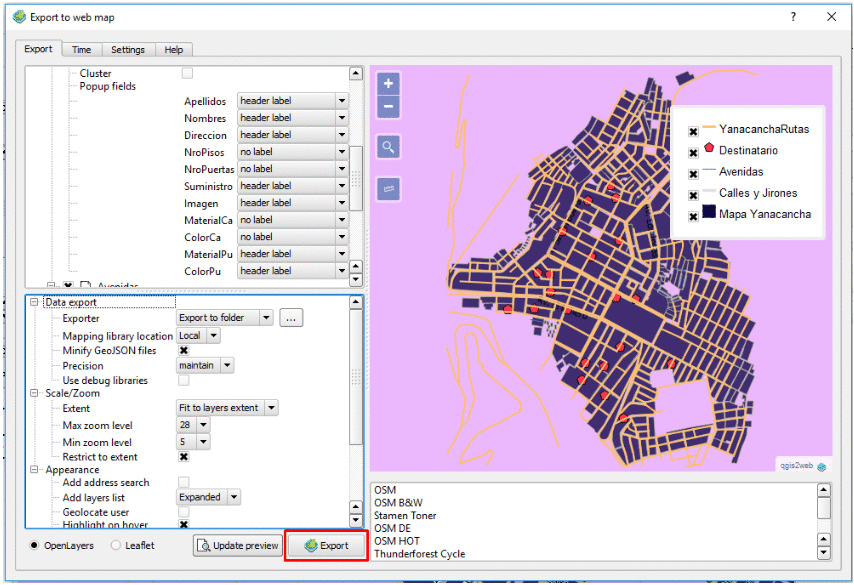 Export to web map
?
Export Time Settings Help
Cluster
Popup fields
Apellidos header label
Nombres header label
Direccion header label
NroPisos no label
NroPuertas no label
Suministro header label
Imagen header label
MaterialCa no label
ColorCa no label
MaterialPu header label
ColorPu header label
Avenidas
Data export
Exporter Export to folder ...
Mapping library location Local
Minify GeoJSON files
Precision maintain
Use debug libraries
Scale/Zoom
Extent Fit to layers extent
Max zoom level 28
Min zoom level 5
Restrict to extent
Appearance
Add address search
Add layers list Expanded
Geolocate user
Highlight on hover
OpenLayers Leaflet Update preview Export
+
−
YanacanchaRutas
Destinatario
Avenidas
Calles y Jirones
Mapa Yanacancha
qgis2web
OSM
OSM B&W
Stamen Toner
OSM DE
OSM HOT
Thunderforest Cycle